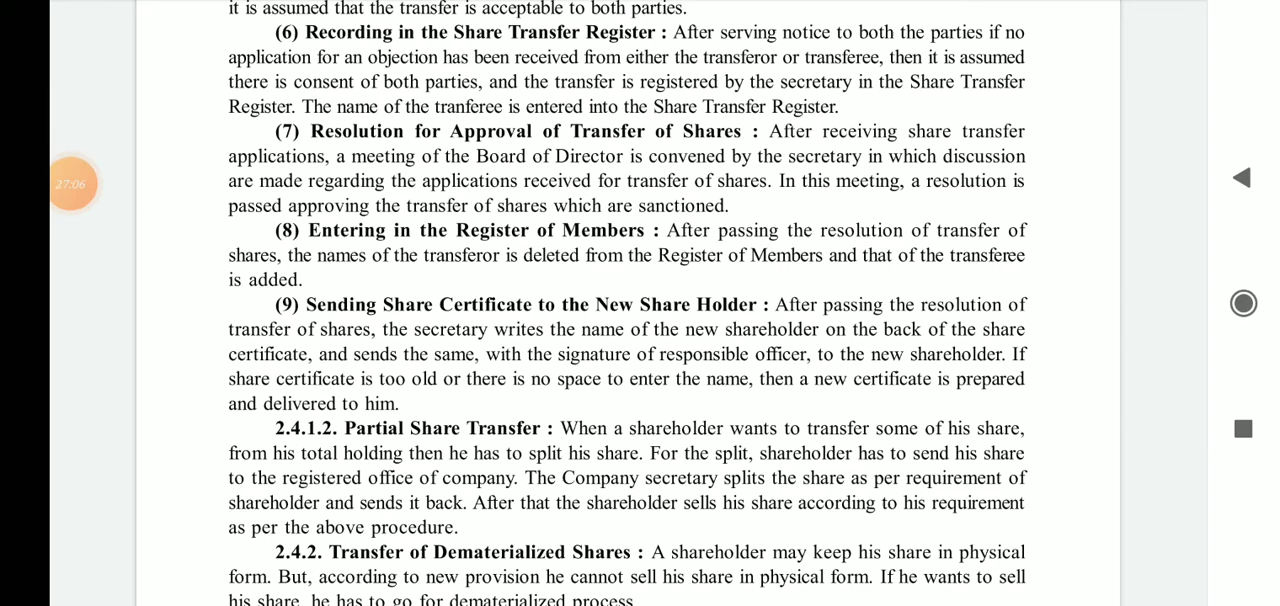 it is assumed that the transfer is acceptable to both parties.
(6) Recording in the Share Transfer Register : After serving notice to both the parties if no
application for an objection has been received from either the transferor or transferee, then it is assumed
there is consent of both parties, and the transfer is registered by the secretary in the Share Transfer
Register. The name of the tranferee is entered into the Share Transfer Register.
(7) Resolution for Approval of Transfer of Shares : After receiving share transfer
applications, a meeting of the Board of Director is convened by the secretary in which discussion
are made regarding the applications received for transfer of shares. In this meeting, a resolution is
27:06
passed approving the transfer of shares which are sanctioned.
(8) Entering in the Register of Members : After passing the resolution of transfer of
shares, the names of the transferor is deleted from the Register of Members and that of the transferee
is added.
(9) Sending Share Certificate to the New Share Holder : After passing the resolution of
transfer of shares, the secretary writes the name of the new shareholder on the back of the share
certificate, and sends the same, with the signature of responsible officer, to the new shareholder. If
share certificate is too old or there is no space to enter the name, then a new certificate is prepared
and delivered to him.
2.4.1.2. Partial Share Transfer : When a shareholder wants to transfer some of his share,
from his total holding then he has to split his share. For the split, shareholder has to send his share
to the registered office of company. The Company secretary splits the share as per requirement of
shareholder and sends it back. After that the shareholder sells his share according to his requirement
as per the above procedure.
2.4.2. Transfer of Dematerialized Shares : A shareholder may keep his share in physical
form. But, according to new provision he cannot sell his share in physical form. If he wants to sell
his share, he has to go for dematerialized process